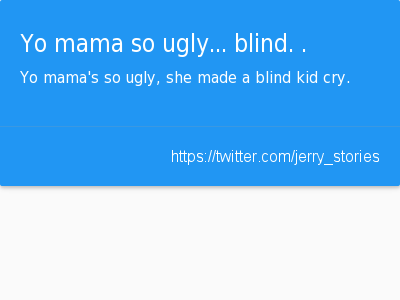 Yo mama so ugly... blind. .
Yo mama's so ugly, she made a blind kid cry.
https://twitter.com/jerry_stories